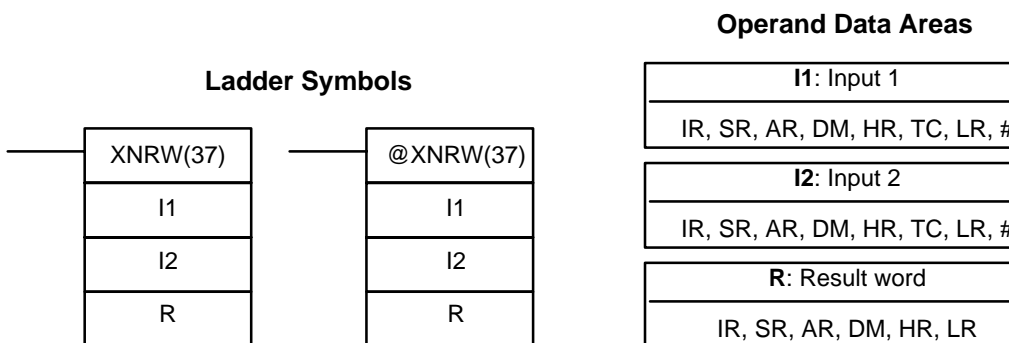 Ladder Symbols
XNRW(37)
I1
I2
R
@XNRW(37)
I1
I2
R
Operand Data Areas
I1: Input 1
IR, SR, AR, DM, HR, TC, LR, #
I2: Input 2
IR, SR, AR, DM, HR, TC, LR, #
R: Result word
IR, SR, AR, DM, HR, LR